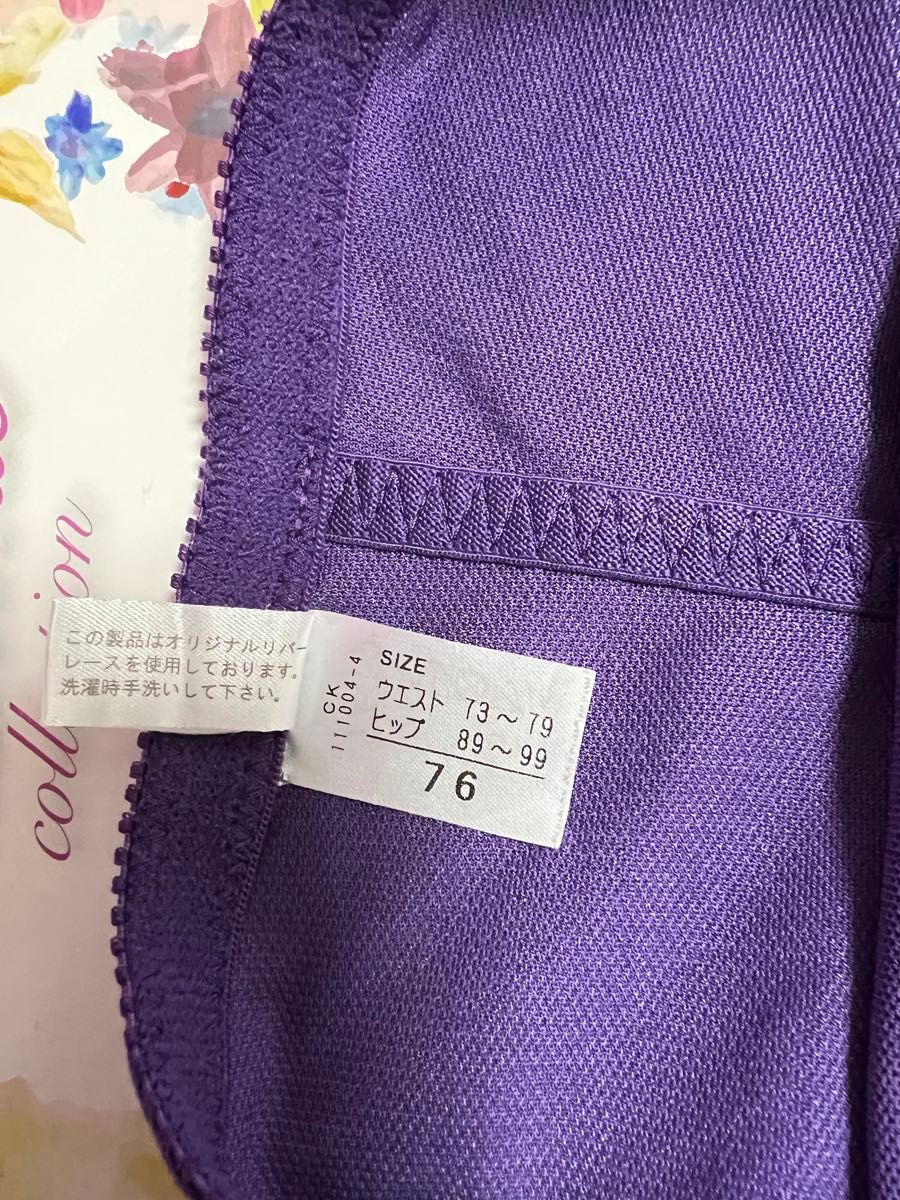 この製品はオリジナルリバー
レースを使用しております。
洗濯時手洗いして下さい。
CK
111004-4
SIZE
ウエスト 73～79
ヒップ 89～99
76